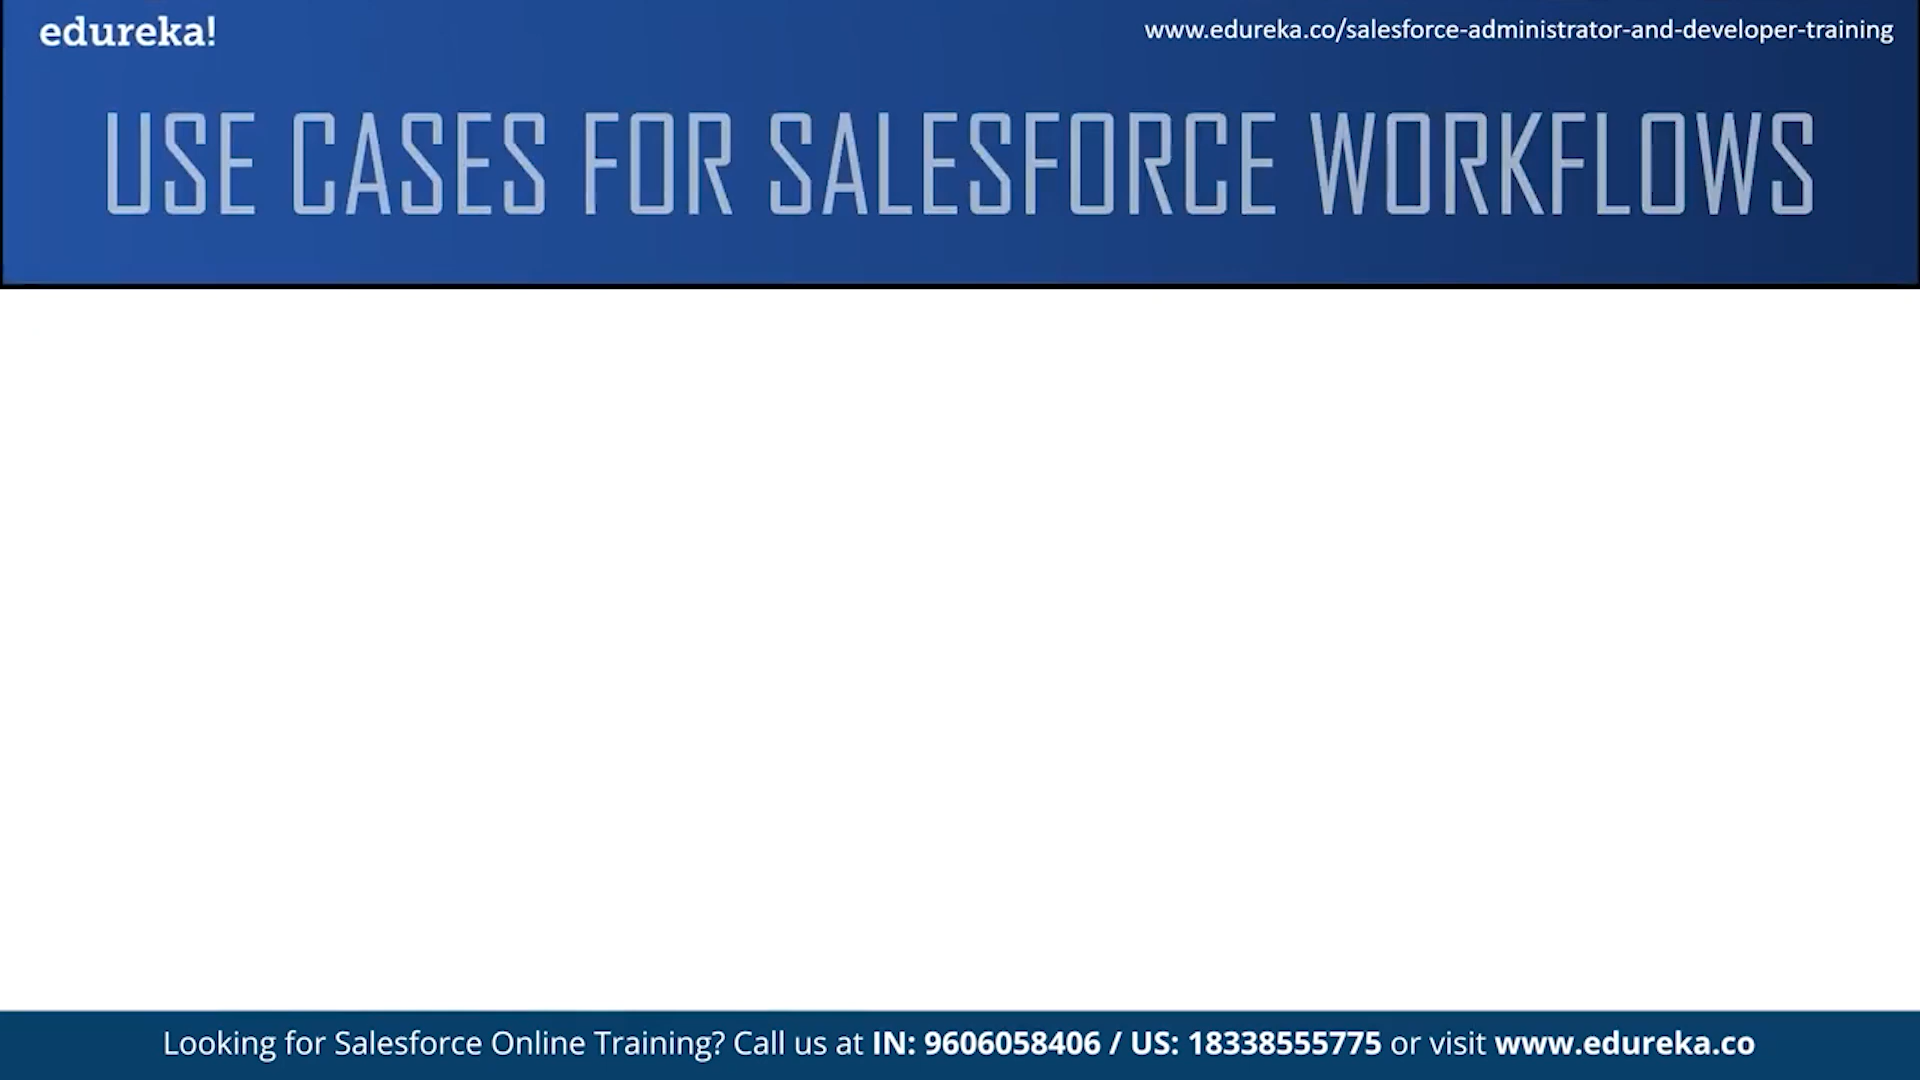 edureka!
www.edureka.co/salesforce-administrator-and-developer-training
USE CASES FOR SALESFORCE WORKFLOWS
Looking for Salesforce Online Training? Call us at IN: 9606058406 / US: 18338555775 or visit www.edureka.co